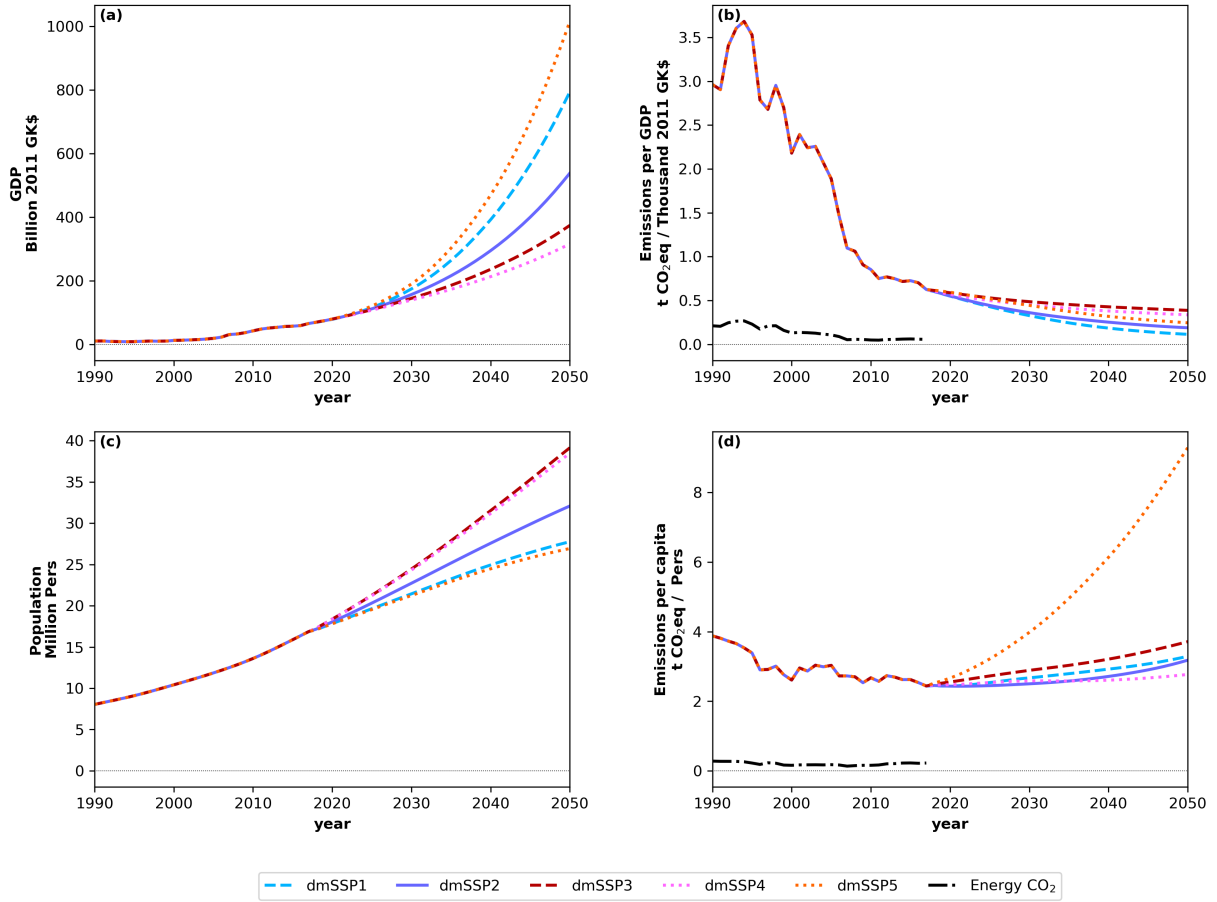 (a)
1000
800
600
400
200
0
GDP
Billion 2011 GK$
1990 2000 2010 2020 2030 2040 2050
year
(b)
3.5
3.0
2.5
2.0
1.5
1.0
0.5
0.0
Emissions per GDP
t CO₂eq / Thousand 2011 GK$
1990 2000 2010 2020 2030 2040 2050
year
(c)
40
35
30
25
20
15
10
5
0
Population
Million Pers
1990 2000 2010 2020 2030 2040 2050
year
(d)
8
6
4
2
0
Emissions per capita
t CO₂eq / Pers
1990 2000 2010 2020 2030 2040 2050
year
dmSSP1 dmSSP2 dmSSP3 dmSSP4 dmSSP5 Energy CO₂